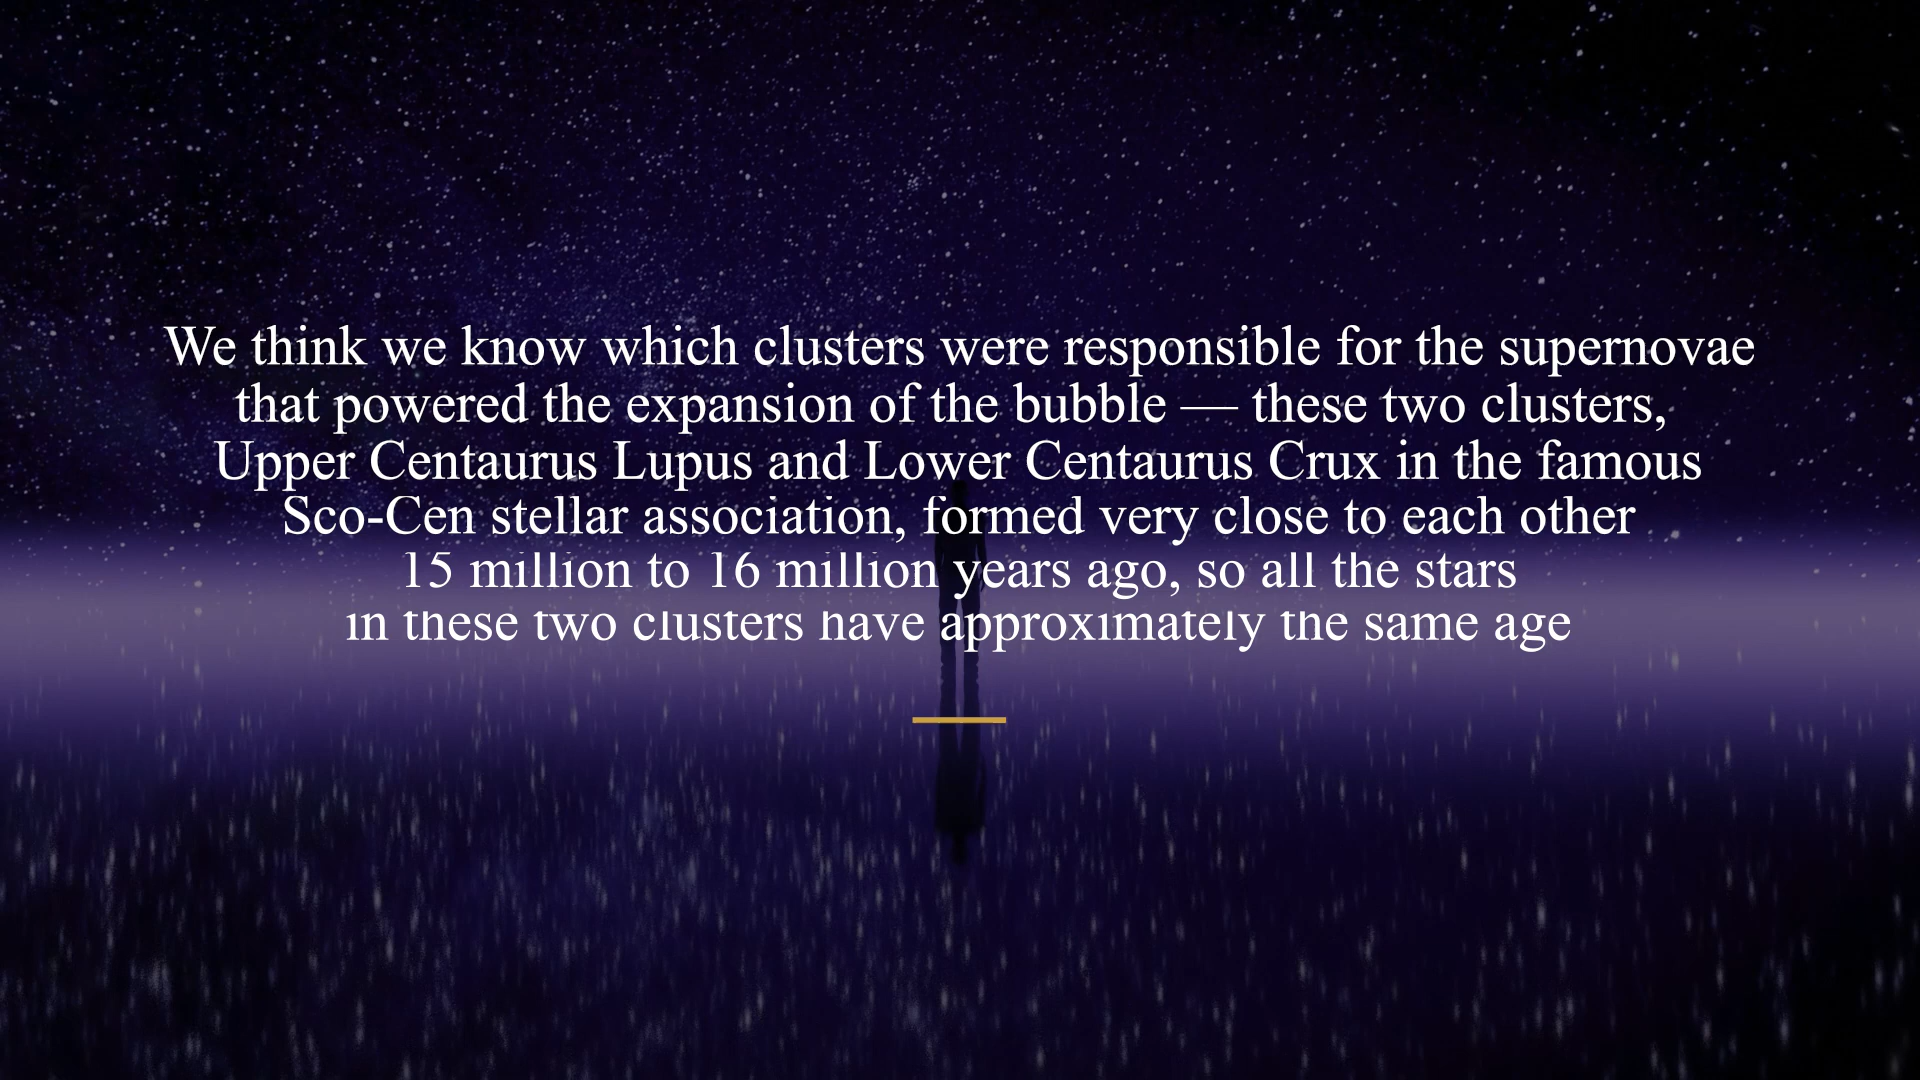 We think we know which clusters were responsible for the supernovae
that powered the expansion of the bubble — these two clusters,
Upper Centaurus Lupus and Lower Centaurus Crux in the famous
Sco-Cen stellar association, formed very close to each other
15 million to 16 million years ago, so all the stars
in these two clusters have approximately the same age